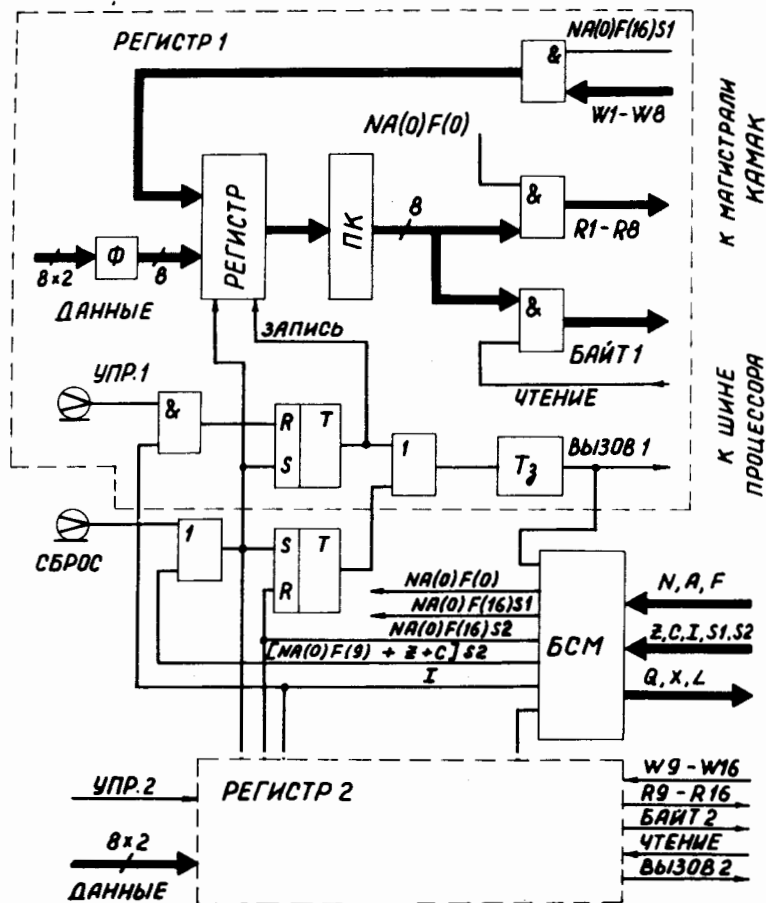 РЕГИСТР 1
NA(0)F(16)S1
&
W1-W8
К МАГИСТРАЛИ
КАМАК
NA(0)F(0)
РЕГИСТР
ПК
8
&
R1-R8
8×2
Ф
8
ДАННЫЕ
&
БАЙТ 1
ЗАПИСЬ
ЧТЕНИЕ
УПР.1
&
R T
S
1
Tз
ВЫЗОВ 1
К ШИНЕ
ПРОЦЕССОРА
СБРОС
1
S T
R
NA(0)F(0)
NA(0)F(16)S1
NA(0)F(16)S2
[NA(0)F(9) + Z + C] S2
I
БСМ
N, A, F
Z, C, I, S1, S2
Q, X, L
УПР.2
РЕГИСТР 2
8×2
ДАННЫЕ
W9-W16
R9-R16
БАЙТ 2
ЧТЕНИЕ
ВЫЗОВ 2